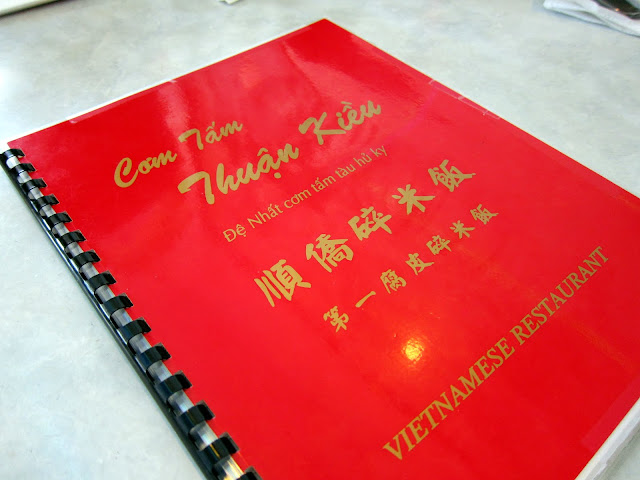 Cơm Tấm
Thuận Kiều
Đệ Nhất cơm tấm tàu hủ ky
順僑碎米飯
第一腐皮碎米飯
VIETNAMESE RESTAURANT